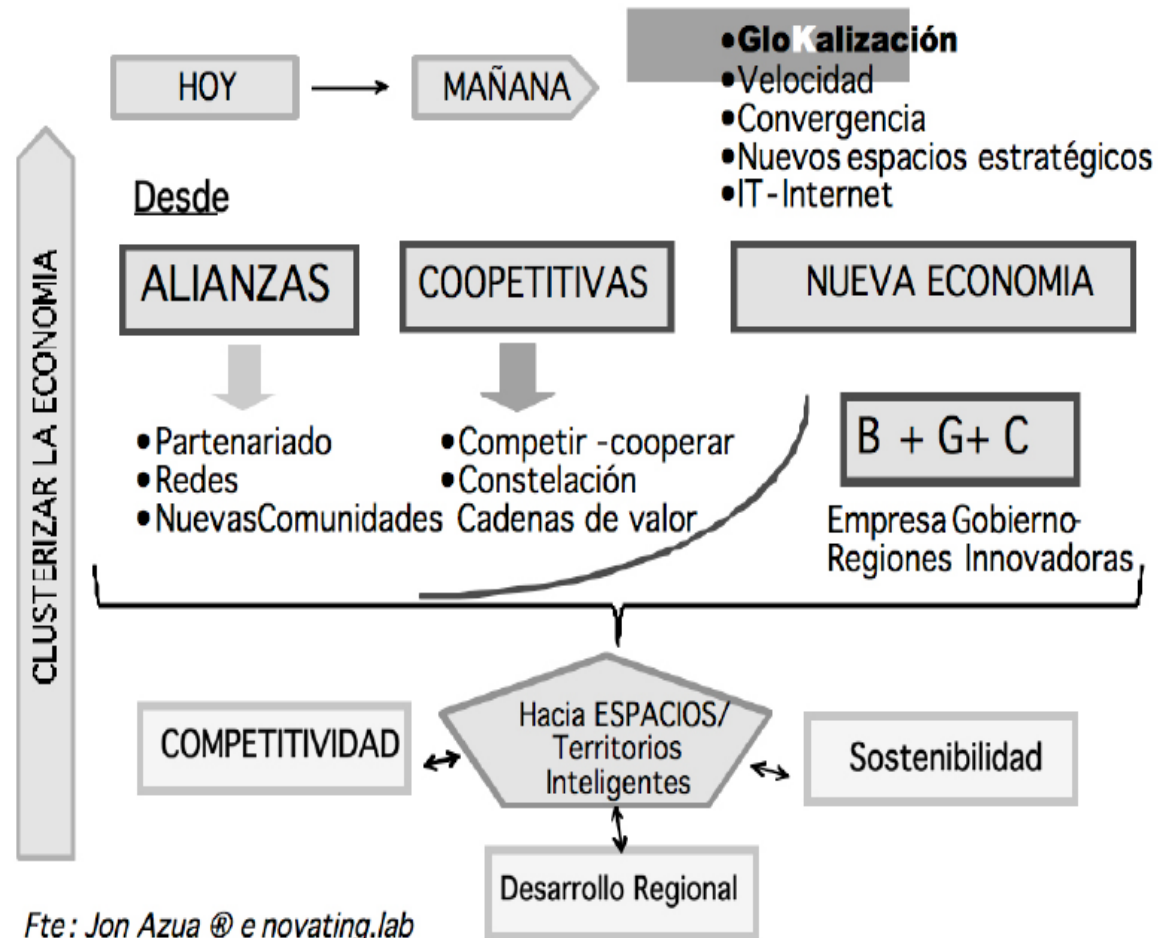 HOY
MAÑANA
•GloKalización
•Velocidad
•Convergencia
•Nuevos espacios estratégicos
•IT-Internet
Desde
CLUSTERIZAR LA ECONOMIA
ALIANZAS
COOPETITIVAS
NUEVA ECONOMIA
•Partenariado
•Redes
•NuevasComunidades
•Competir -cooperar
•Constelación
Cadenas de valor
B + G+ C
Empresa Gobierno-
Regiones Innovadoras
Hacia ESPACIOS/
Territorios
Inteligentes
COMPETITIVIDAD
Sostenibilidad
Desarrollo Regional
Fte: Jon Azua ® e novating.lab